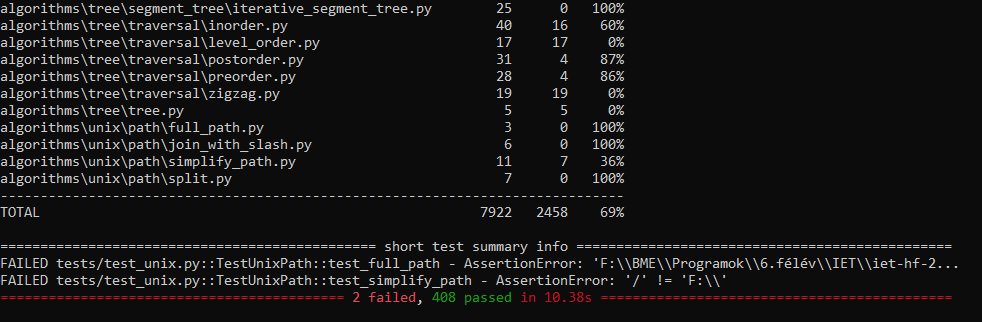 algorithms\tree\segment_tree\iterative_segment_tree.py 25 0 100%
algorithms\tree\traversal\inorder.py 40 16 60%
algorithms\tree\traversal\level_order.py 17 17 0%
algorithms\tree\traversal\postorder.py 31 4 87%
algorithms\tree\traversal\preorder.py 28 4 86%
algorithms\tree\traversal\zigzag.py 19 19 0%
algorithms\tree\tree.py 5 5 0%
algorithms\unix\path\full_path.py 3 0 100%
algorithms\unix\path\join_with_slash.py 6 0 100%
algorithms\unix\path\simplify_path.py 11 7 36%
algorithms\unix\path\split.py 7 0 100%
--------------------------------------------------------------------------------
TOTAL 7922 2458 69%
=============================================== short test summary info ===============================================
FAILED tests/test_unix.py::TestUnixPath::test_full_path - AssertionError: 'F:\\BME\\Programok\\6.félév\\IET\\iet-hf-2...
FAILED tests/test_unix.py::TestUnixPath::test_simplify_path - AssertionError: '/' != 'F:\\'
=========================================== 2 failed, 408 passed in 10.38s ============================================